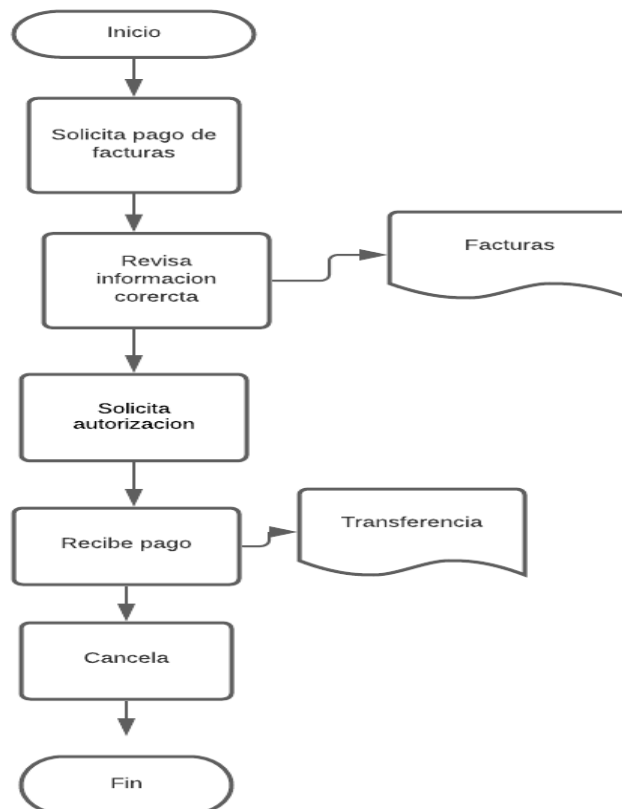 Inicio
Solicita pago de
facturas
Revisa
informacion
corercta
Facturas
Solicita
autorizacion
Recibe pago
Transferencia
Cancela
Fin